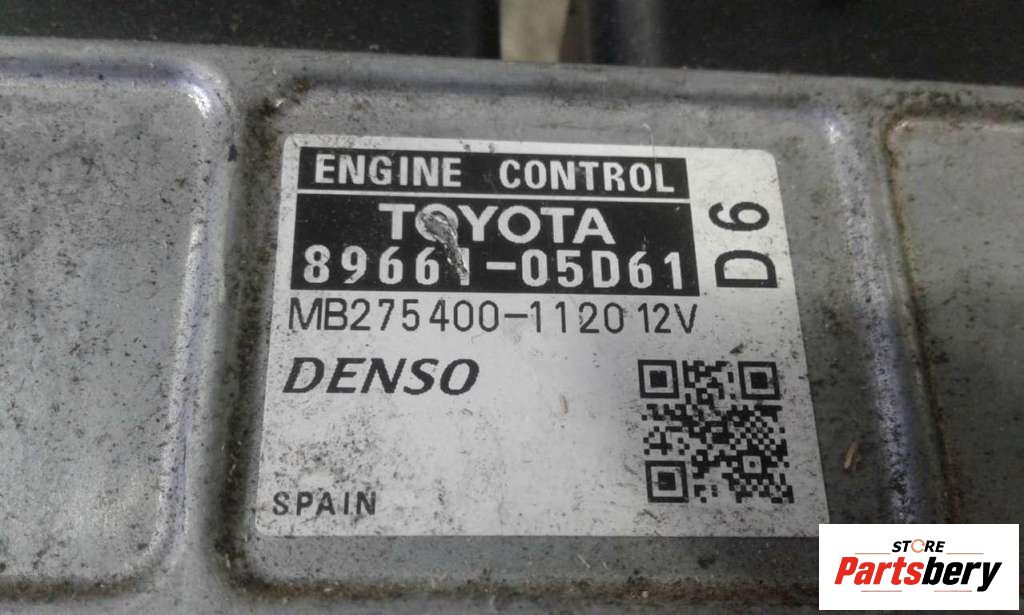 ENGINE CONTROL
TOYOTA
89661-05D61
D6
MB275400-1120 12V
DENSO
SPAIN
STORE
Partsbery